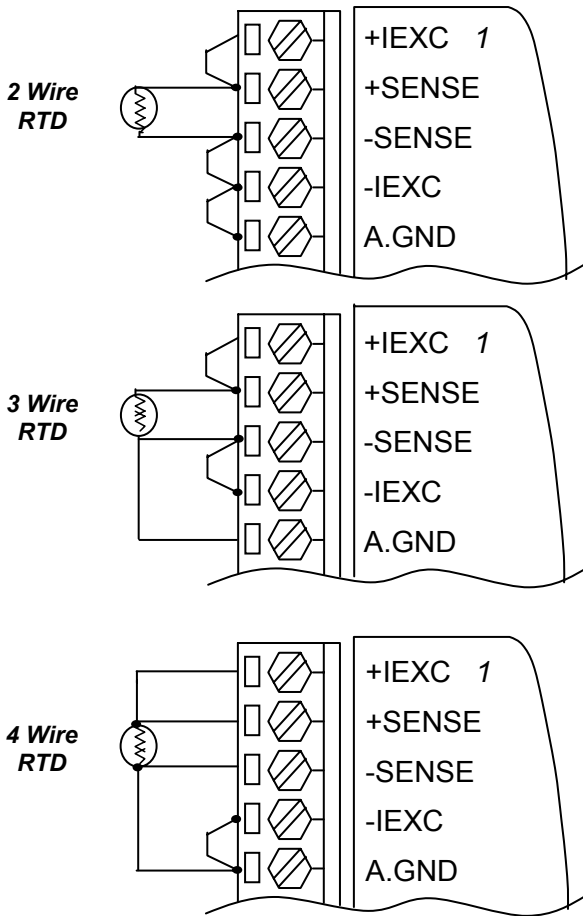 2 Wire
RTD
+IEXC 1
+SENSE
-SENSE
-IEXC
A.GND
3 Wire
RTD
+IEXC 1
+SENSE
-SENSE
-IEXC
A.GND
4 Wire
RTD
+IEXC 1
+SENSE
-SENSE
-IEXC
A.GND